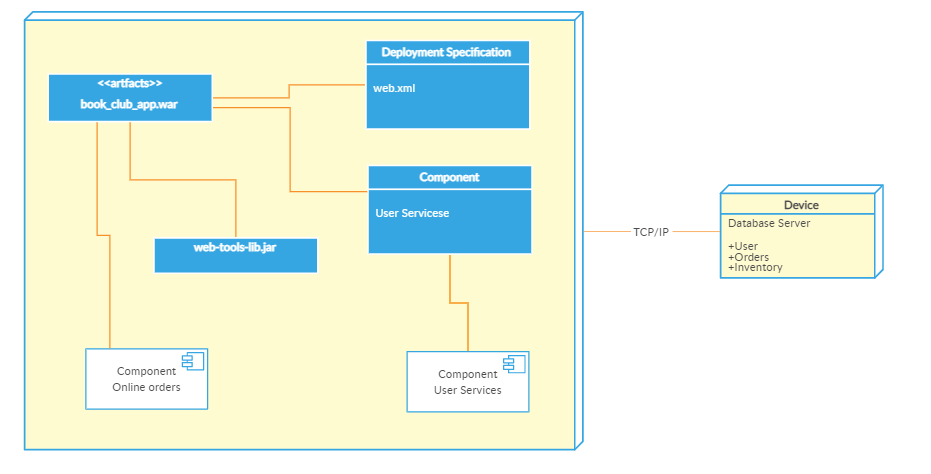 Deployment Specification
web.xml
<<artfacts>>
book_club_app.war
Component
User Servicese
web-tools-lib.jar
Component
Online orders
Component
User Services
TCP/IP
Device
Database Server
+User
+Orders
+Inventory